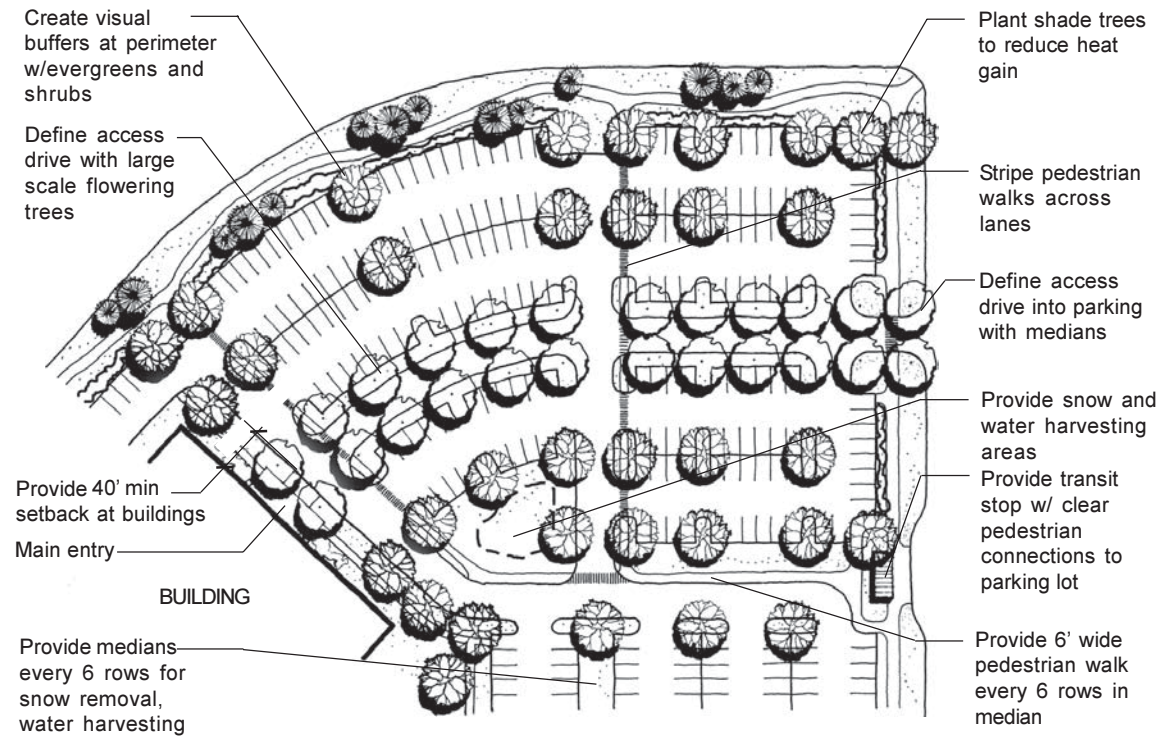 Create visual
buffers at perimeter
w/evergreens and
shrubs
Define access
drive with large
scale flowering
trees
Provide 40' min
setback at buildings
Main entry
BUILDING
Provide medians
every 6 rows for
snow removal,
water harvesting
Plant shade trees
to reduce heat
gain
Stripe pedestrian
walks across
lanes
Define access
drive into parking
with medians
Provide snow and
water harvesting
areas
Provide transit
stop w/ clear
pedestrian
connections to
parking lot
Provide 6' wide
pedestrian walk
every 6 rows in
median